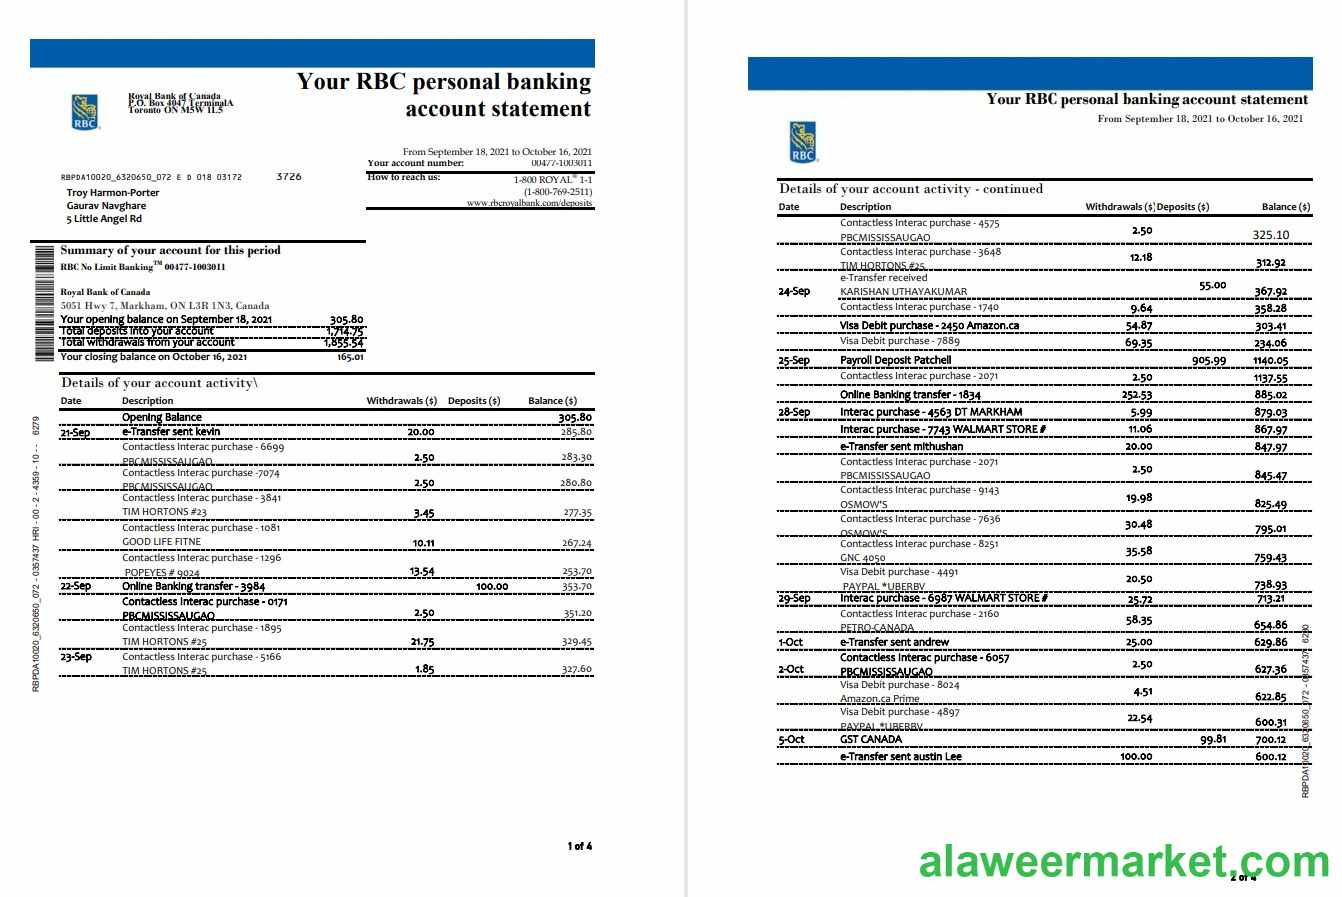 Your RBC personal banking
account statement
Royal Bank of Canada
P.O. Box 4047 TerminalA
Toronto ON M5W 1L5
RBC
From September 18, 2021 to October 16, 2021
Your account number: 00477-1003011
How to reach us: 1-800 ROYAL® 1-1
(1-800-769-2511)
www.rbcroyalbank.com/deposits
RBPDA10020_6320650_072 E D 018 03172 3726
Troy Harmon-Porter
Gaurav Navghare
5 Little Angel Rd
Summary of your account for this period
RBC No Limit Banking™ 00477-1003011
Royal Bank of Canada
5051 Hwy 7, Markham, ON L3R 1N3, Canada
Your opening balance on September 18, 2021 305.80
Total deposits into your account 1,714.75
Total withdrawals from your account 1,855.54
Your closing balance on October 16, 2021 165.01
Details of your account activity\
Date Description Withdrawals ($) Deposits ($) Balance ($)
Opening Balance 305.80
21-Sep e-Transfer sent kevin 20.00 285.80
Contactless Interac purchase - 6699
PBCMISSISSAUGAO 2.50 283.30
Contactless Interac purchase -7074
PBCMISSISSAUGAO 2.50 280.80
Contactless Interac purchase - 3841
TIM HORTONS #23 3.45 277.35
Contactless Interac purchase - 1081
GOOD LIFE FITNE 10.11 267.24
Contactless Interac purchase - 1296
POPEYES # 9024 13.54 253.70
22-Sep Online Banking transfer - 3984 100.00 353.70
Contactless Interac purchase - 0171
PBCMISSISSAUGAO 2.50 351.20
Contactless Interac purchase - 1895
TIM HORTONS #25 21.75 329.45
23-Sep Contactless Interac purchase - 5166
TIM HORTONS #25 1.85 327.60
1 of 4
RBPDA10020_6320650_072 - 0357437 HRI - 00 - 2 - 4359 - 10 - - 6279
Your RBC personal banking account statement
From September 18, 2021 to October 16, 2021
RBC
Details of your account activity - continued
Date Description Withdrawals ($) Deposits ($) Balance ($)
Contactless Interac purchase - 4575
PBCMISSISSAUGAO 2.50 325.10
Contactless Interac purchase - 3648
TIM HORTONS #25 12.18 312.92
e-Transfer received
24-Sep KARISHAN UTHAYAKUMAR 55.00 367.92
Contactless Interac purchase - 1740 9.64 358.28
Visa Debit purchase - 2450 Amazon.ca 54.87 303.41
Visa Debit purchase - 7889 69.35 234.06
25-Sep Payroll Deposit Patchell 905.99 1140.05
Contactless Interac purchase - 2071 2.50 1137.55
Online Banking transfer - 1834 252.53 885.02
28-Sep Interac purchase - 4563 DT MARKHAM 5.99 879.03
Interac purchase - 7743 WALMART STORE # 11.06 867.97
e-Transfer sent mithushan 20.00 847.97
Contactless Interac purchase - 2071
PBCMISSISSAUGAO 2.50 845.47
Contactless Interac purchase - 9143
OSMOW'S 19.98 825.49
Contactless Interac purchase - 7636
OSMOW'S 30.48 795.01
Contactless Interac purchase - 8251
GNC 4050 35.58 759.43
Visa Debit purchase - 4491
PAYPAL *UBERBV 20.50 738.93
29-Sep Interac purchase - 6987 WALMART STORE # 25.72 713.21
Contactless Interac purchase - 2160
PETRO-CANADA 58.35 654.86
1-Oct e-Transfer sent andrew 25.00 629.86
Contactless Interac purchase - 6057
2-Oct PBCMISSISSAUGAO 2.50 627.36
Visa Debit purchase - 8024
Amazon.ca Prime 4.51 622.85
Visa Debit purchase - 4897
PAYPAL *UBERBV 22.54 600.31
5-Oct GST CANADA 99.81 700.12
e-Transfer sent austin Lee 100.00 600.12
alaweermarket.com
2 of 4